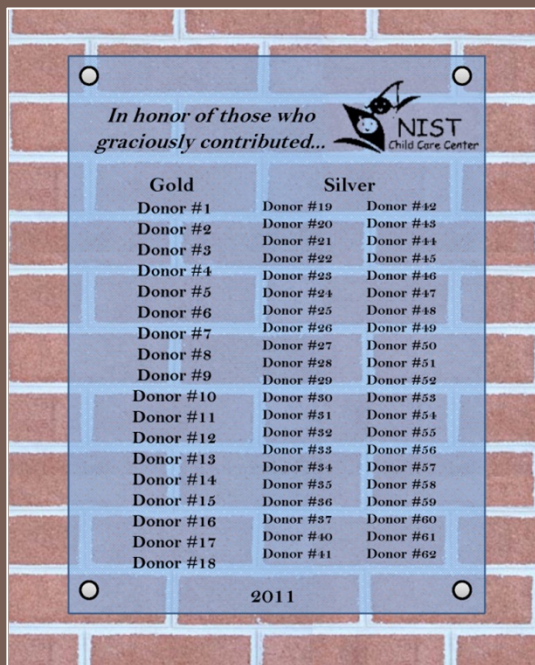 In honor of those who
graciously contributed...
NIST
Child Care Center
Gold
Donor #1
Donor #2
Donor #3
Donor #4
Donor #5
Donor #6
Donor #7
Donor #8
Donor #9
Donor #10
Donor #11
Donor #12
Donor #13
Donor #14
Donor #15
Donor #16
Donor #17
Donor #18
Silver
Donor #19
Donor #20
Donor #21
Donor #22
Donor #23
Donor #24
Donor #25
Donor #26
Donor #27
Donor #28
Donor #29
Donor #30
Donor #31
Donor #32
Donor #33
Donor #34
Donor #35
Donor #36
Donor #37
Donor #40
Donor #41
Donor #42
Donor #43
Donor #44
Donor #45
Donor #46
Donor #47
Donor #48
Donor #49
Donor #50
Donor #51
Donor #52
Donor #53
Donor #54
Donor #55
Donor #56
Donor #57
Donor #58
Donor #59
Donor #60
Donor #61
Donor #62
2011